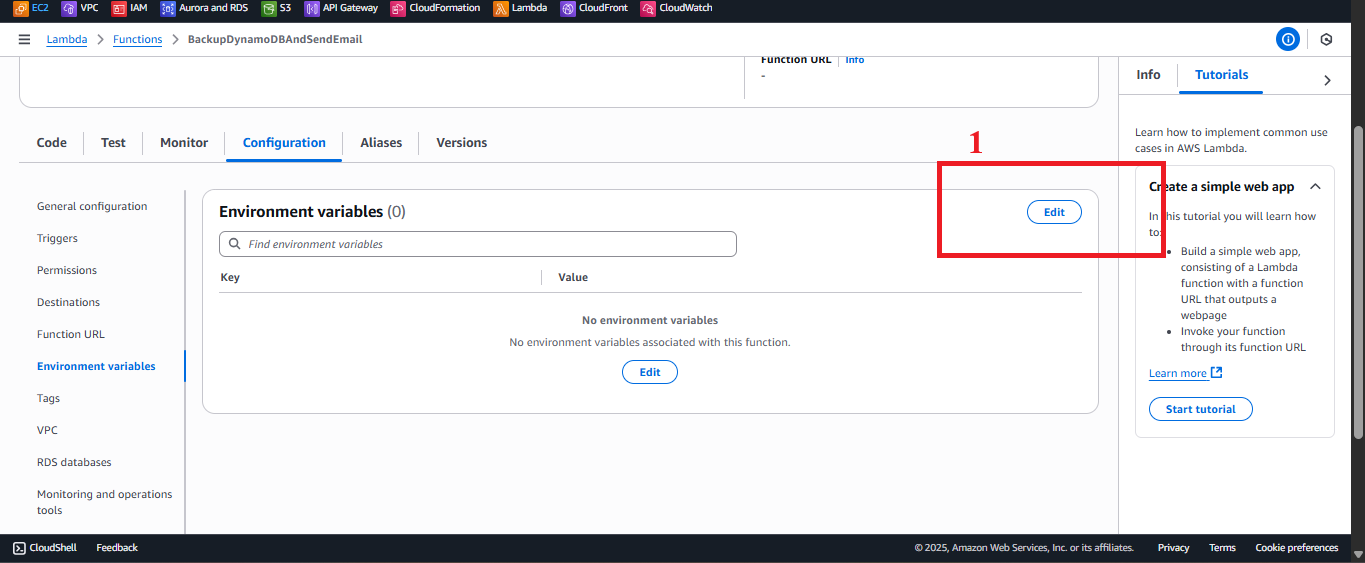 EC2 VPC IAM Aurora and RDS S3 API Gateway CloudFormation Lambda CloudFront CloudWatch
Lambda > Functions > BackupDynamoDBAndSendEmail
Function URL Info
-
Code Test Monitor Configuration Aliases Versions
1
General configuration
Triggers
Permissions
Destinations
Function URL
Environment variables
Tags
VPC
RDS databases
Monitoring and operations
tools
Environment variables (0)
Edit
Find environment variables
Key Value
No environment variables
No environment variables associated with this function.
Edit
Info Tutorials
Learn how to implement common use
cases in AWS Lambda.
Create a simple web app
In this tutorial you will learn how
to:
• Build a simple web app,
consisting of a Lambda
function with a function
URL that outputs a
webpage
• Invoke your function
through its function URL
Learn more
Start tutorial
CloudShell Feedback © 2025, Amazon Web Services, Inc. or its affiliates. Privacy Terms Cookie preferences